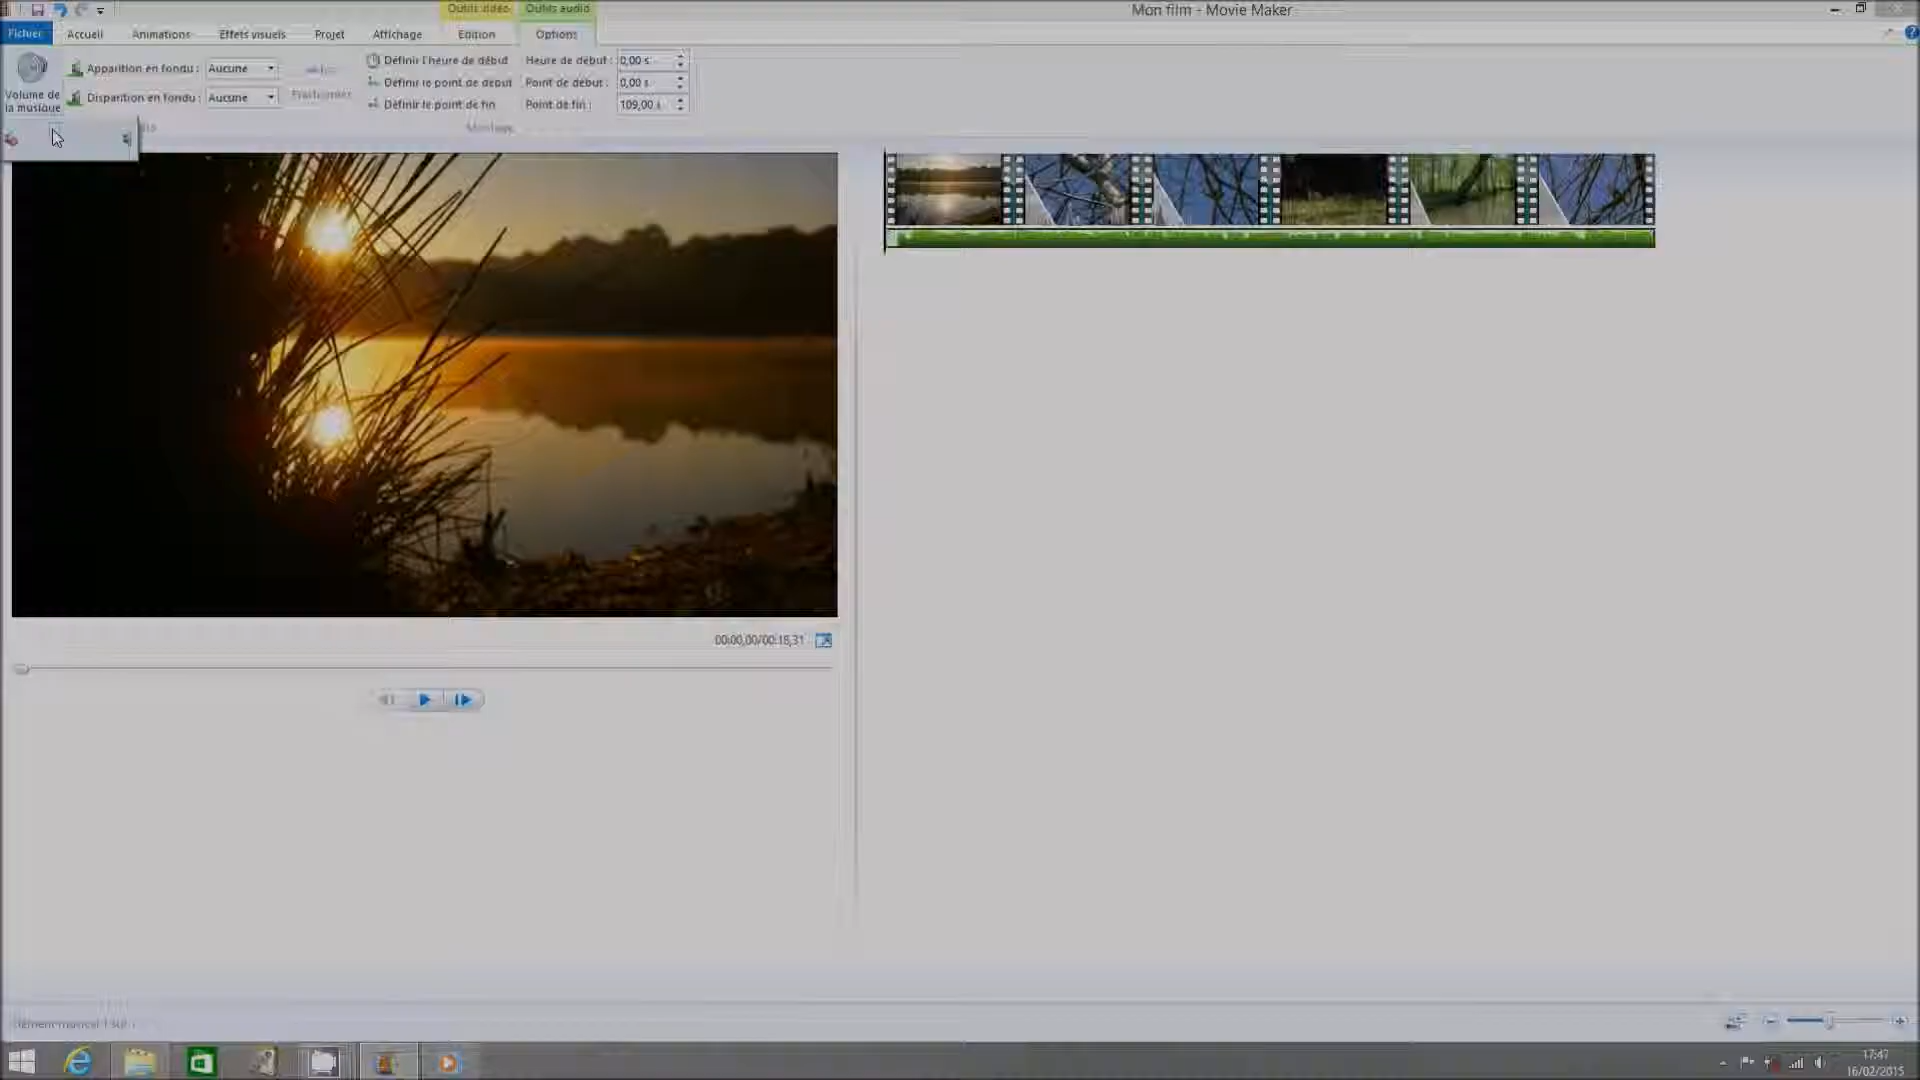 Outils vidéo
Outils audio
Mon film - Movie Maker
Fichier
Accueil
Animations
Effets visuels
Projet
Affichage
Edition
Options
Volume de
la musique
Apparition en fondu :
Aucune
Disparition en fondu :
Aucune
Fractionner
Définir l'heure de début
Définir le point de début
Définir le point de fin
Heure de début :
0,00 s
Point de début :
0,00 s
Point de fin :
109,00 s
Montage
00:00,00/00:18,31
17:47
16/02/2015